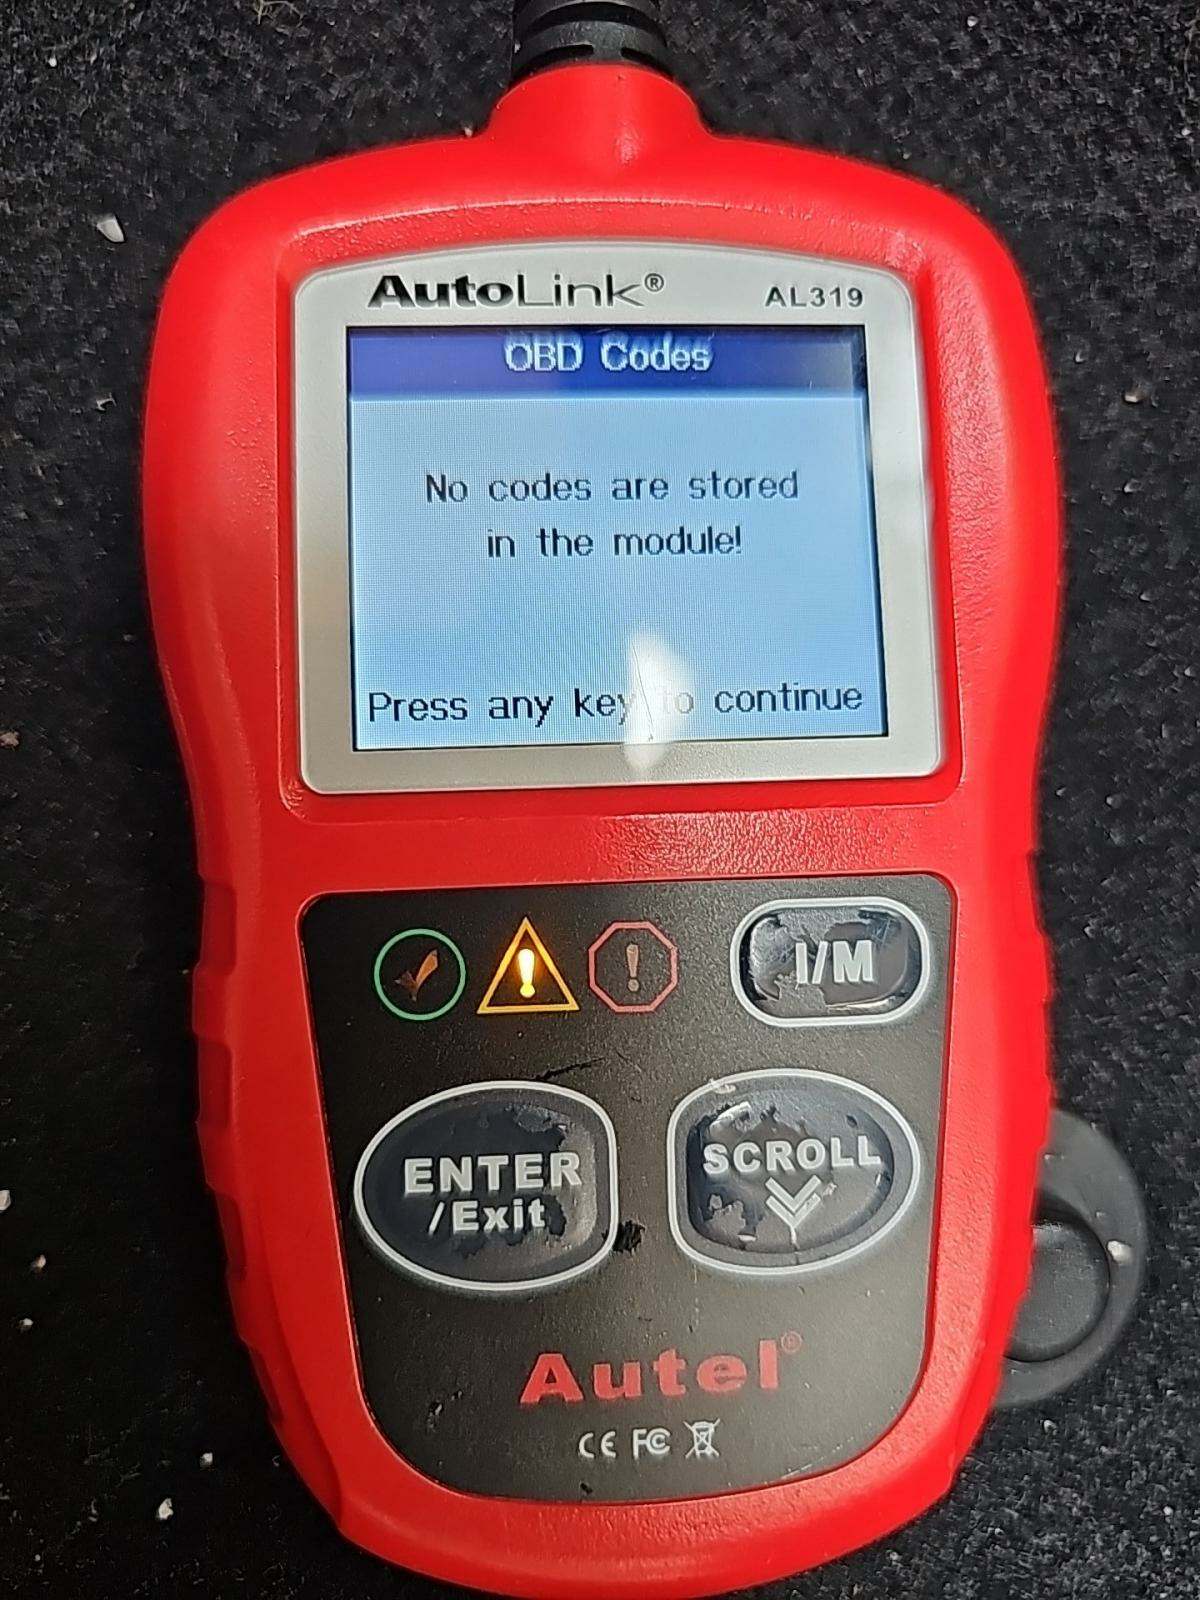 AutoLink®
AL319
OBD Codes
No codes are stored
in the module!
Press any key to continue
I/M
ENTER
/Exit
SCROLL
Autel®
CE FC